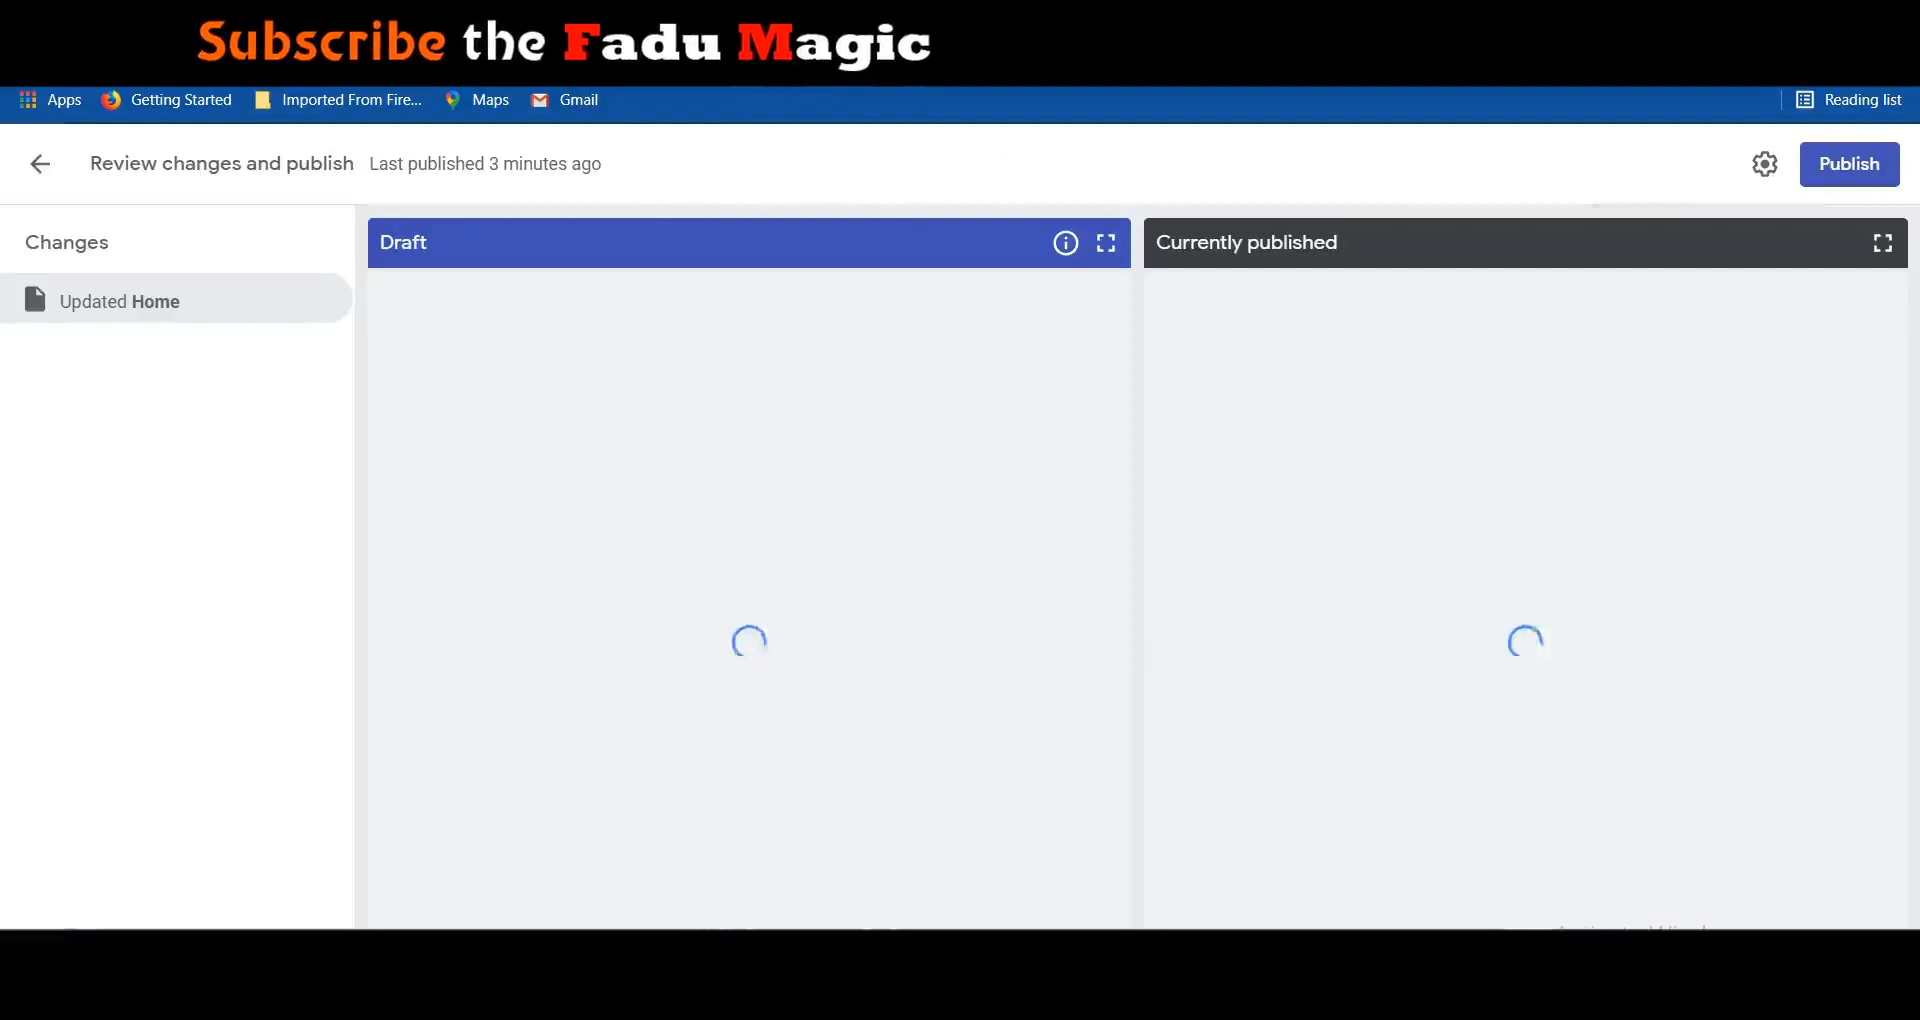 Subscribe the Fadu Magic
Apps Getting Started Imported From Fire... Maps Gmail Reading list
Review changes and publish Last published 3 minutes ago Publish
Changes Draft Currently published
Updated Home